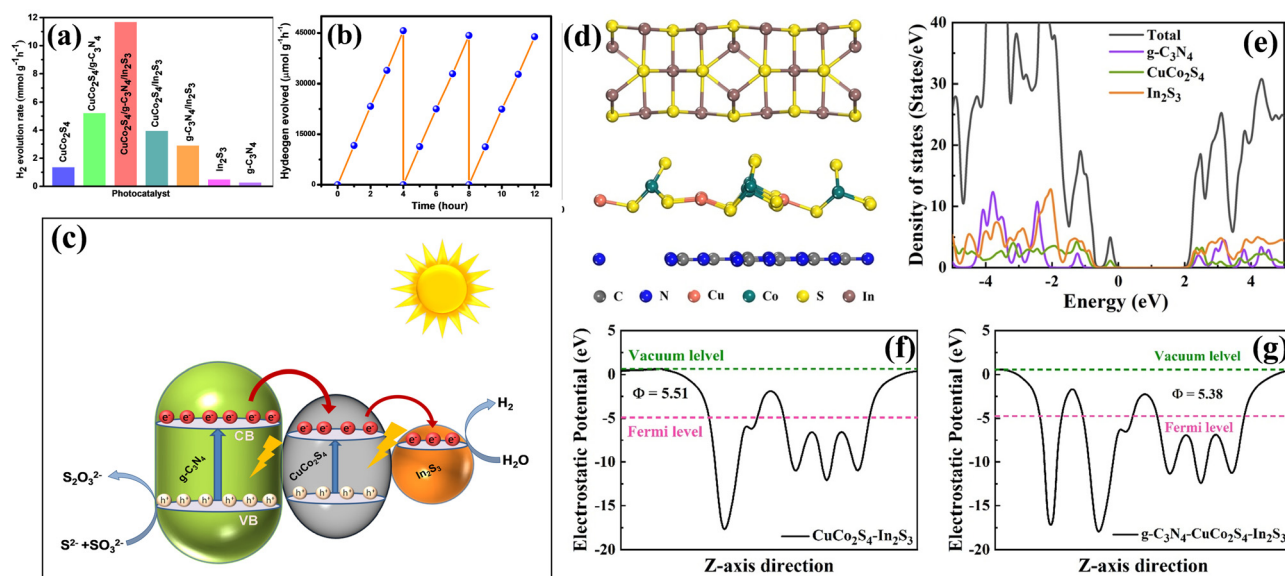 (a)
H₂ evolution rate (mmol g⁻¹h⁻¹)
12
10
8
6
4
2
0
CuCo₂S₄
CuCo₂S₄/g-C₃N₄
CuCo₂S₄/g-C₃N₄/In₂S₃
CuCo₂S₄/In₂S₃
g-C₃N₄/In₂S₃
In₂S₃
g-C₃N₄
Photocatalyst
(b)
Hydeogen evolved (μmol g⁻¹h⁻¹)
45000
30000
15000
0
0 2 4 6 8 10 12
Time (hour)
(c)
e⁻ e⁻ e⁻ e⁻ e⁻ e⁻
CB
g-C₃N₄
h⁺ h⁺ h⁺ h⁺ h⁺ h⁺
VB
e⁻ e⁻ e⁻ e⁻
CuCo₂S₄
h⁺ h⁺ h⁺ h⁺
e⁻ e⁻ e⁻
In₂S₃
H₂
H₂O
S₂O₃²⁻
S²⁻ +SO₃²⁻
(d)
C N Cu Co S In
(e)
Density of states (States/eV)
40
30
20
10
0
Total
g-C₃N₄
CuCo₂S₄
In₂S₃
-4 -2 0 2 4
Energy (eV)
(f)
Electrostatic Potential (eV)
5
0
-5
-10
-15
-20
Vacuum lelvel
Φ = 5.51
Fermi level
CuCo₂S₄-In₂S₃
Z-axis direction
(g)
Electrostatic Potential (eV)
5
0
-5
-10
-15
-20
Vacuum lelvel
Φ = 5.38
Fermi level
g-C₃N₄-CuCo₂S₄-In₂S₃
Z-axis direction